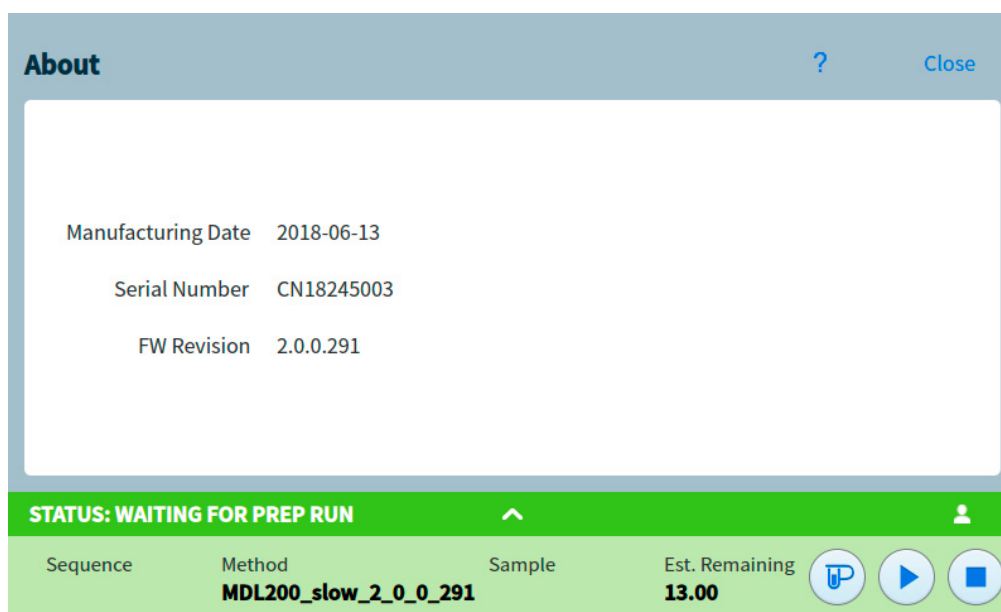 About ? Close
Manufacturing Date 2018-06-13
Serial Number CN18245003
FW Revision 2.0.0.291
STATUS: WAITING FOR PREP RUN
Sequence Method Sample Est. Remaining
MDL200_slow_2_0_0_291 13.00